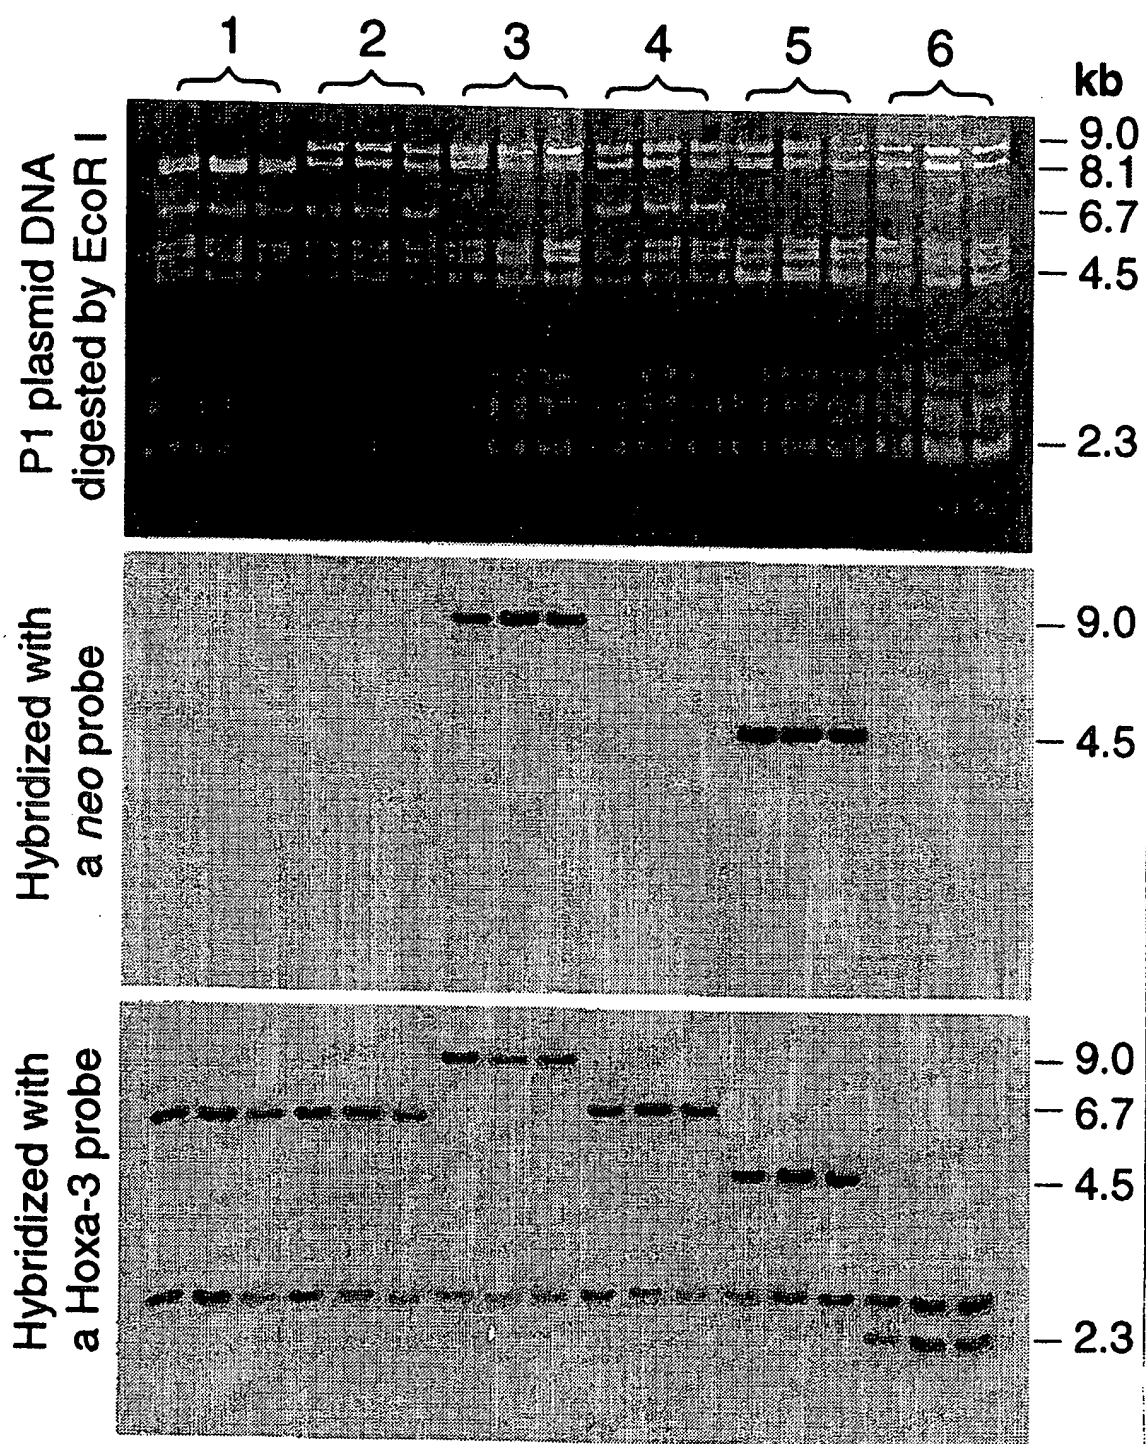 1 2 3 4 5 6
kb
P1 plasmid DNA
digested by EcoR I
9.0
8.1
6.7
4.5
2.3
Hybridized with
a neo probe
9.0
4.5
Hybridized with
a Hoxa-3 probe
9.0
6.7
4.5
2.3